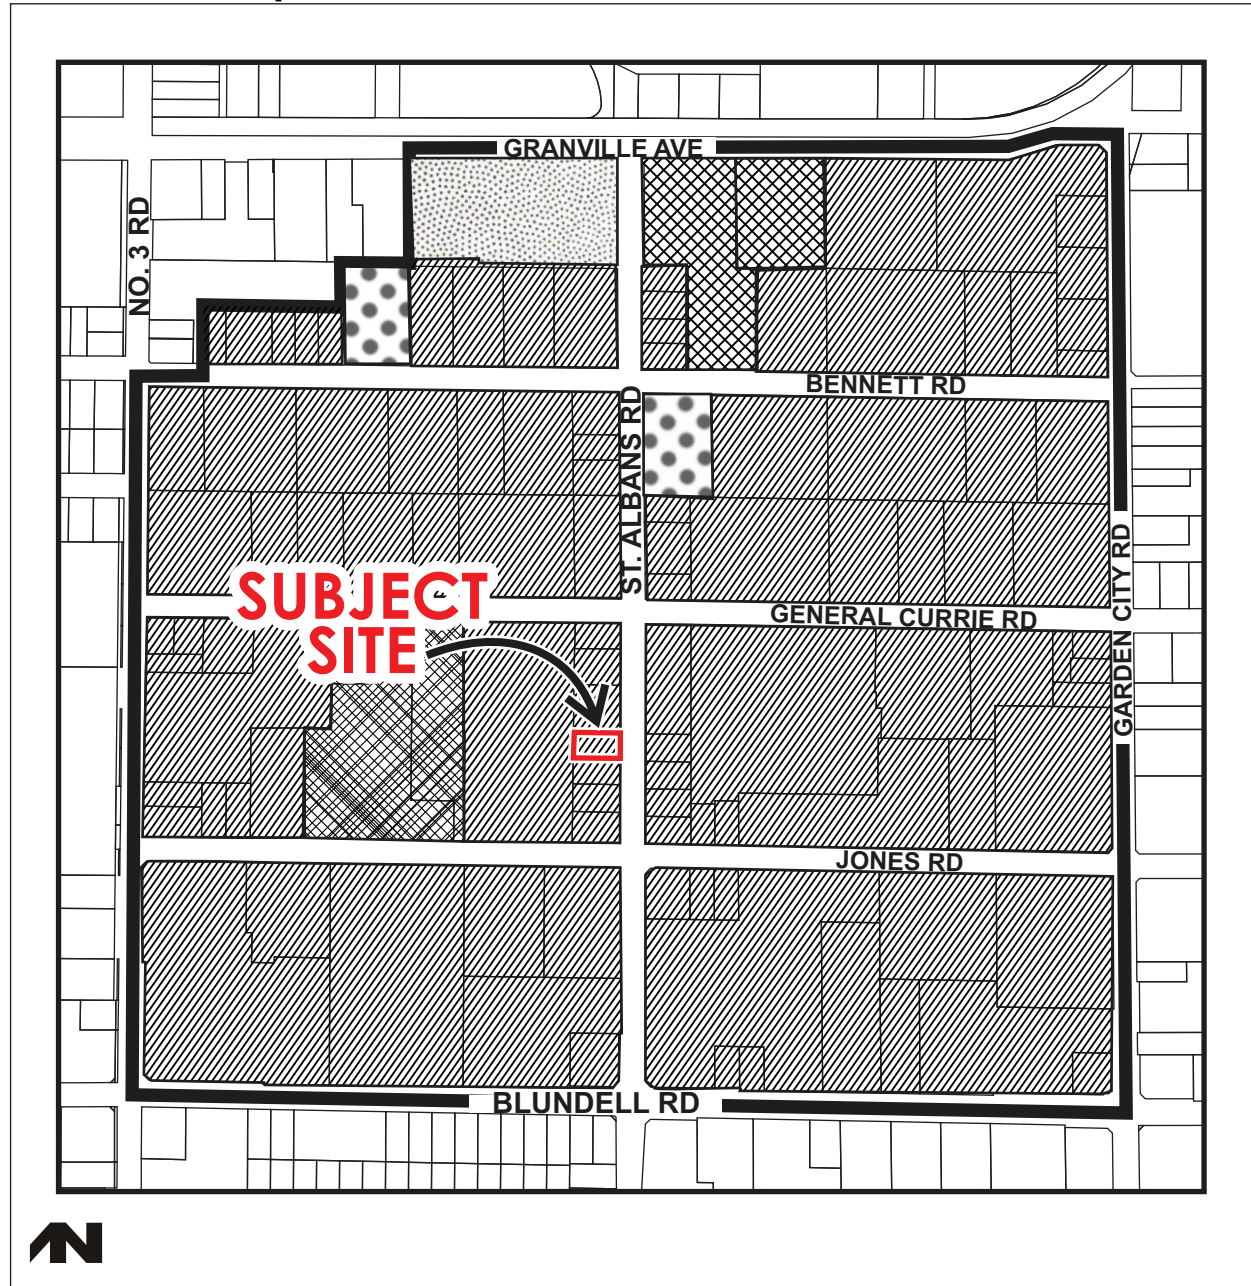 GRANVILLE AVE
NO. 3 RD
BENNETT RD
ST. ALBANS RD
SUBJECT
SITE
GENERAL CURRIE RD
GARDEN CITY RD
JONES RD
BLUNDELL RD
N